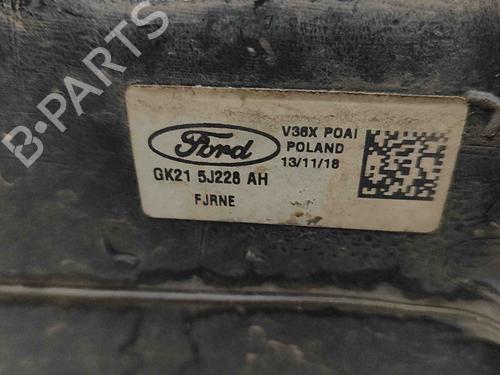 B-PARTS
Ford
V36X POAI
POLAND
13/11/18
GK21 5J228 AH
FJRNE